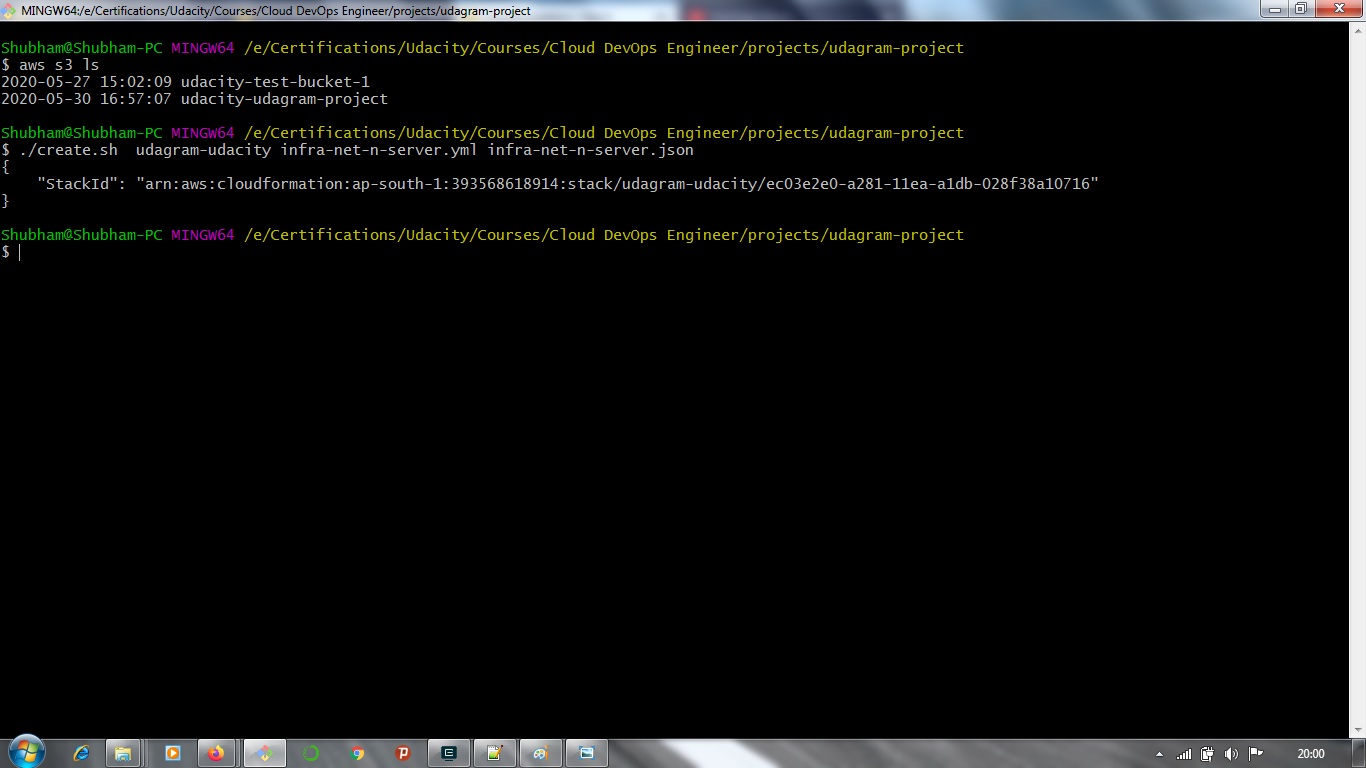 MINGW64:/e/Certifications/Udacity/Courses/Cloud DevOps Engineer/projects/udagram-project
Shubham@Shubham-PC MINGW64 /e/Certifications/Udacity/Courses/Cloud DevOps Engineer/projects/udagram-project
$ aws s3 ls
2020-05-27 15:02:09 udacity-test-bucket-1
2020-05-30 16:57:07 udacity-udagram-project
Shubham@Shubham-PC MINGW64 /e/Certifications/Udacity/Courses/Cloud DevOps Engineer/projects/udagram-project
$ ./create.sh  udagram-udacity infra-net-n-server.yml infra-net-n-server.json
{
    "StackId": "arn:aws:cloudformation:ap-south-1:393568618914:stack/udagram-udacity/ec03e2e0-a281-11ea-a1db-028f38a10716"
}
Shubham@Shubham-PC MINGW64 /e/Certifications/Udacity/Courses/Cloud DevOps Engineer/projects/udagram-project
$
20:00